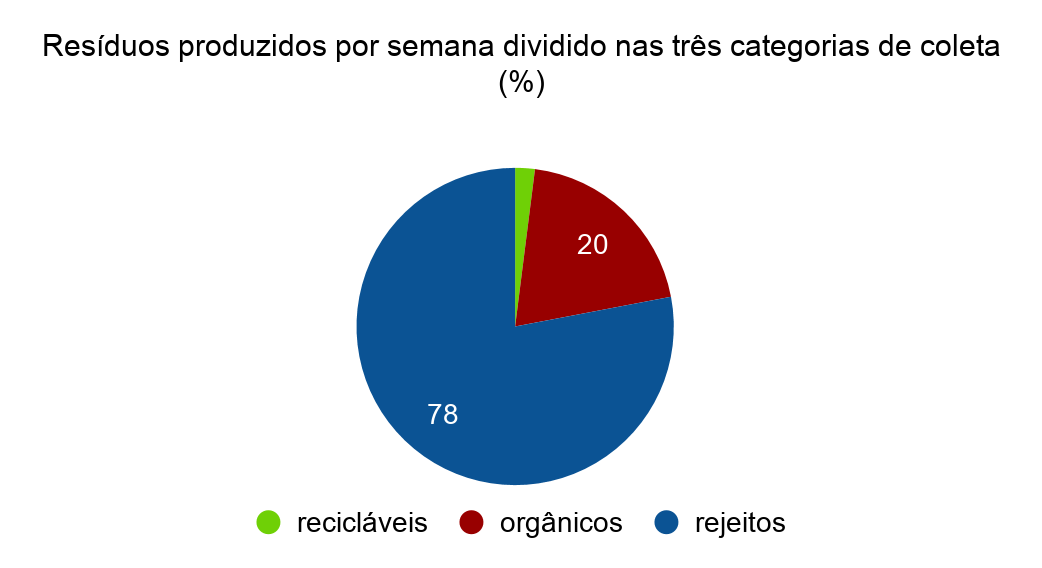 Resíduos produzidos por semana dividido nas três categorias de coleta
(%)
20
78
recicláveis orgânicos rejeitos